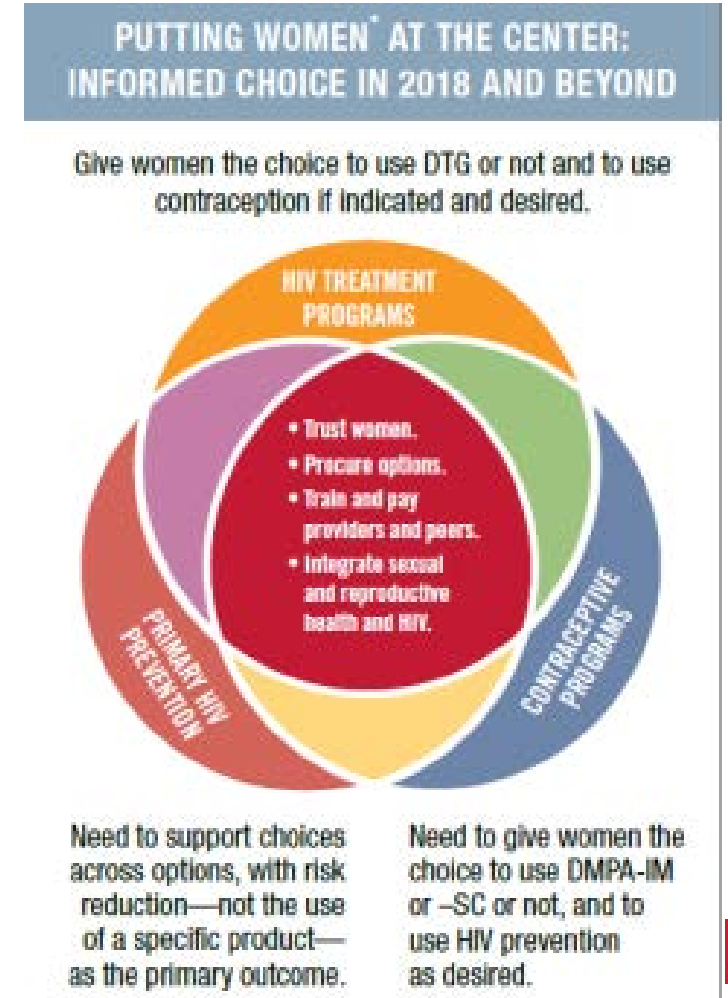 PUTTING WOMEN* AT THE CENTER:
INFORMED CHOICE IN 2018 AND BEYOND
Give women the choice to use DTG or not and to use
contraception if indicated and desired.
HIV TREATMENT
PROGRAMS
• Trust women.
• Procure options.
• Train and pay
providers and peers.
• Integrate sexual
and reproductive
health and HIV.
PRIMARY HIV
PREVENTION
CONTRACEPTIVE
PROGRAMS
Need to support choices
across options, with risk
reduction—not the use
of a specific product—
as the primary outcome.
Need to give women the
choice to use DMPA-IM
or –SC or not, and to
use HIV prevention
as desired.